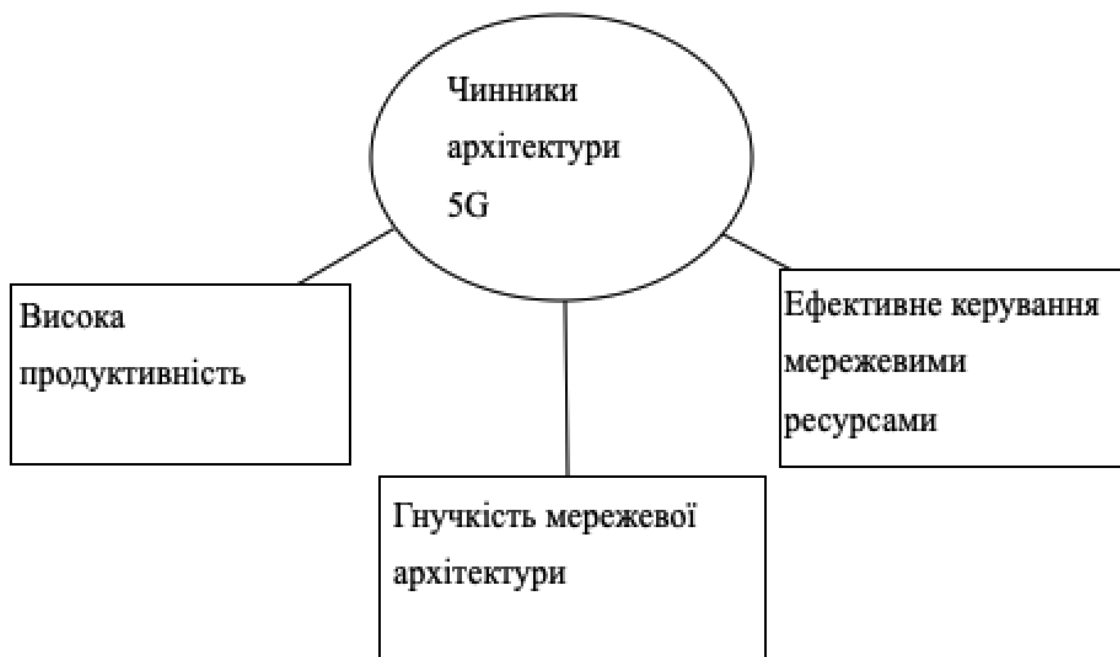 Чинники
архітектури
5G
Висока
продуктивність
Гнучкість мережевої
архітектури
Ефективне керування
мережевими
ресурсами